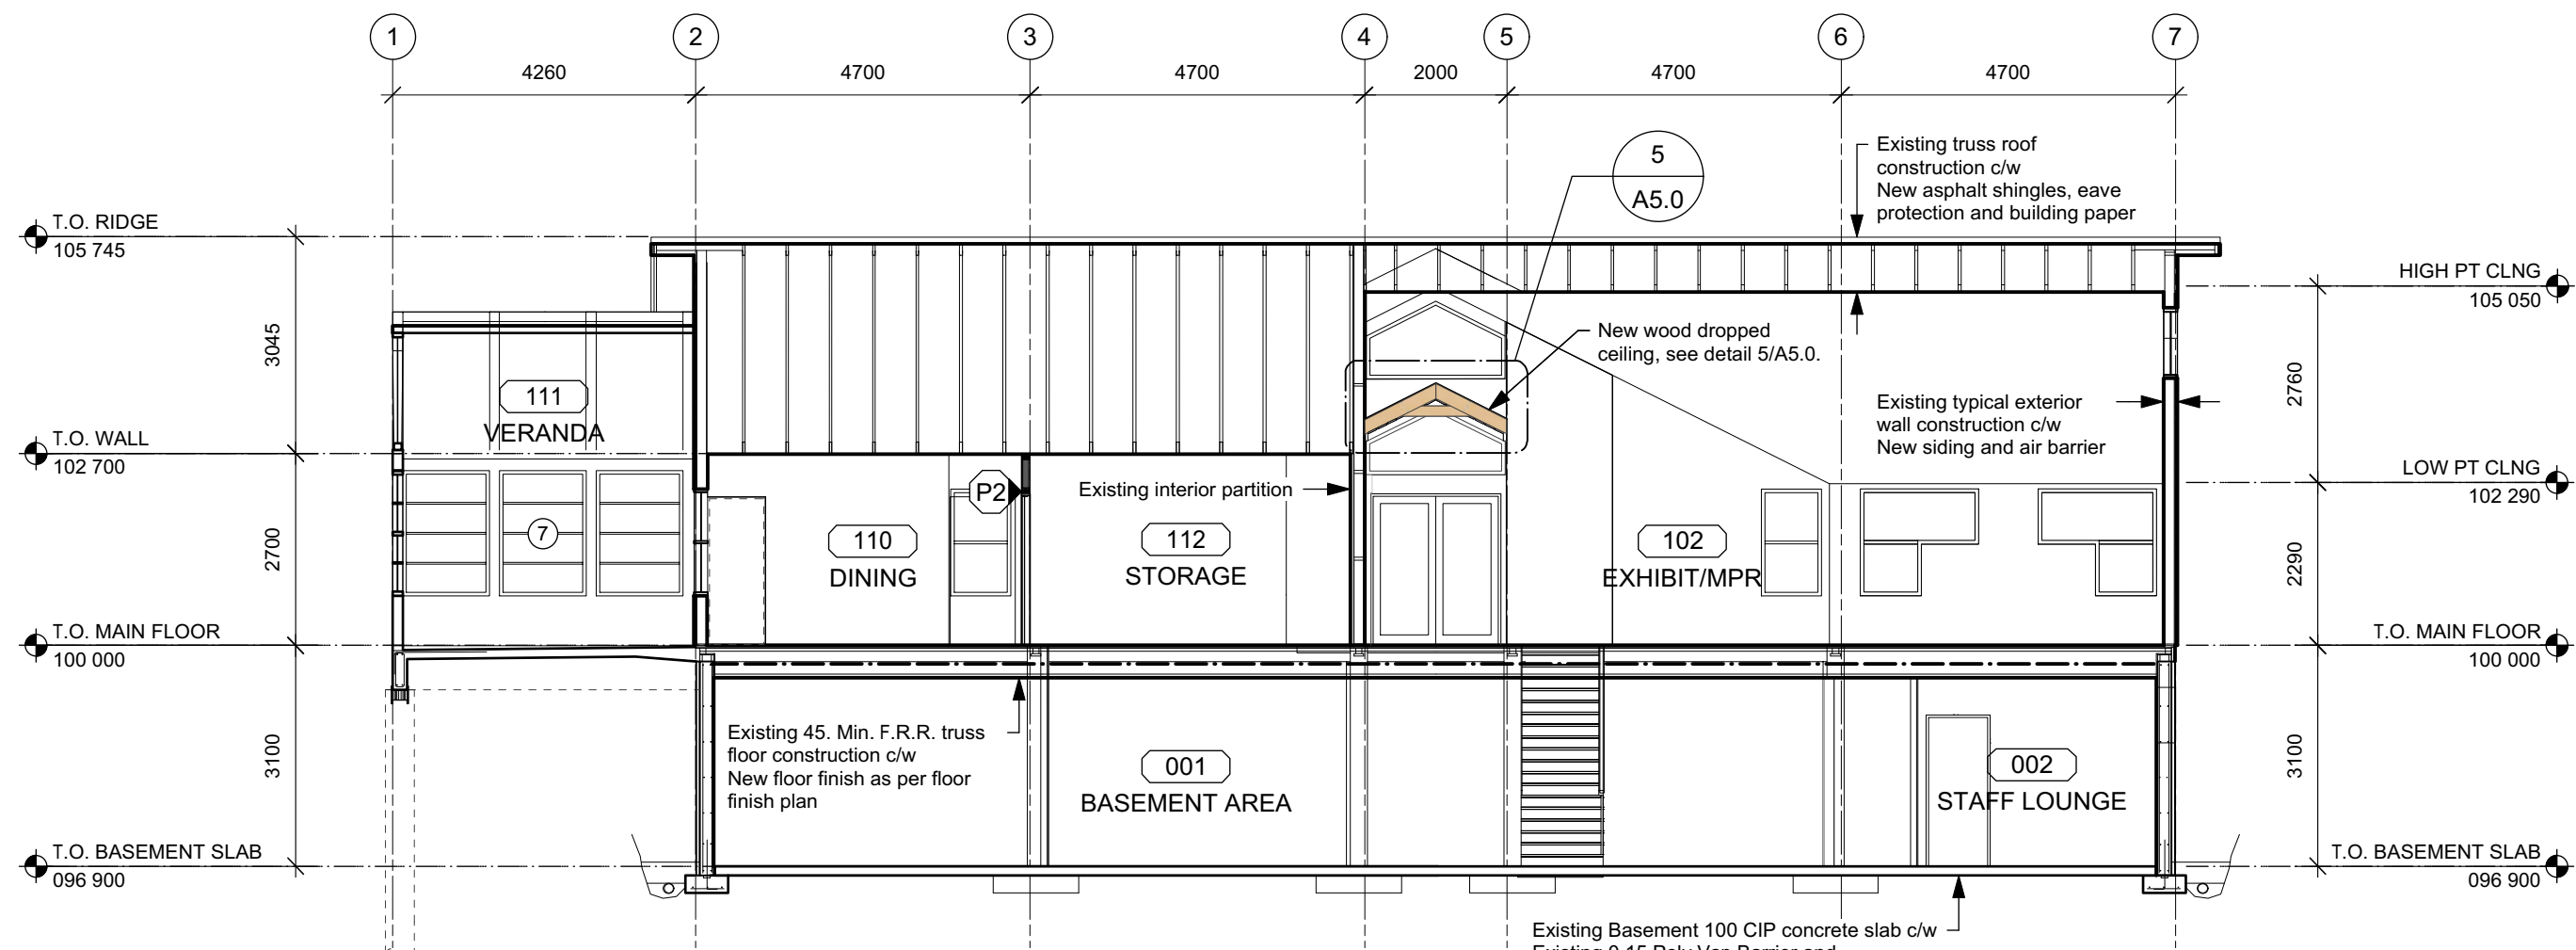 1
2
3
4
5
6
7
4260
4700
4700
2000
4700
4700
5
A5.0
Existing truss roof
construction c/w
New asphalt shingles, eave
protection and building paper
T.O. RIDGE
105 745
HIGH PT CLNG
105 050
3045
New wood dropped
ceiling, see detail 5/A5.0.
2760
111
VERANDA
Existing typical exterior
wall construction c/w
New siding and air barrier
T.O. WALL
102 700
LOW PT CLNG
102 290
P2
Existing interior partition
7
2700
110
DINING
112
STORAGE
102
EXHIBIT/MPR
2290
T.O. MAIN FLOOR
100 000
T.O. MAIN FLOOR
100 000
3100
Existing 45. Min. F.R.R. truss
floor construction c/w
New floor finish as per floor
finish plan
001
BASEMENT AREA
002
STAFF LOUNGE
3100
T.O. BASEMENT SLAB
096 900
T.O. BASEMENT SLAB
096 900
Existing Basement 100 CIP concrete slab c/w